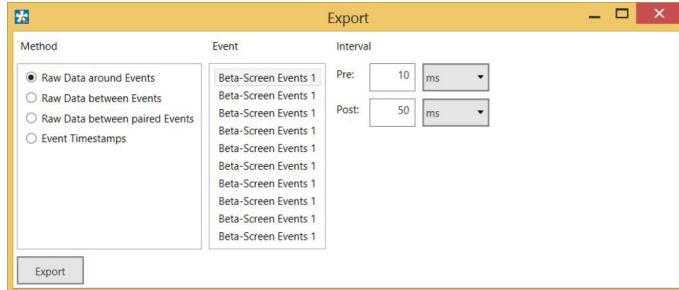 Export
Method
Event
Interval
Raw Data around Events
Raw Data between Events
Raw Data between paired Events
Event Timestamps
Beta-Screen Events 1
Beta-Screen Events 1
Beta-Screen Events 1
Beta-Screen Events 1
Beta-Screen Events 1
Beta-Screen Events 1
Beta-Screen Events 1
Beta-Screen Events 1
Beta-Screen Events 1
Beta-Screen Events 1
Pre: 10 ms
Post: 50 ms
Export